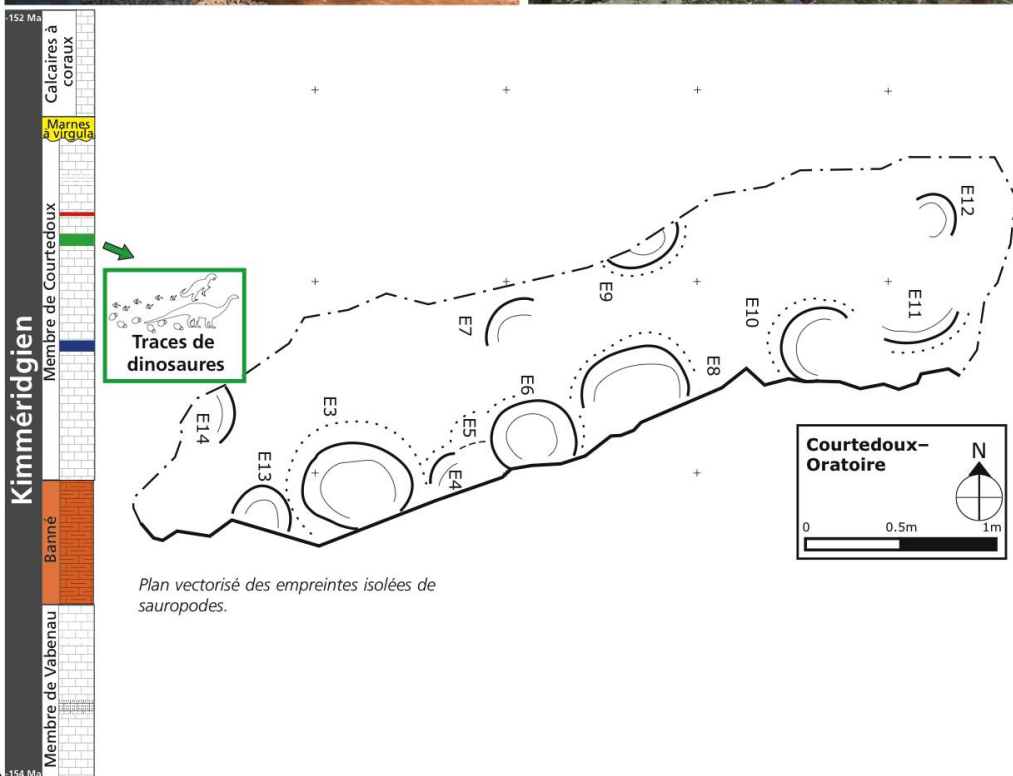 -152 Ma
Calcaires à
coraux
Marnes
à virgula
Membre de Courtedoux
Kimméridgien
Banné
Membre de Vabenau
-154 Ma
Traces de
dinosaures
E12
E11
E10
E9
E8
E7
E6
E5
E4
E3
E13
E14
Courtedoux–
Oratoire
N
0 0.5m 1m
Plan vectorisé des empreintes isolées de
sauropodes.